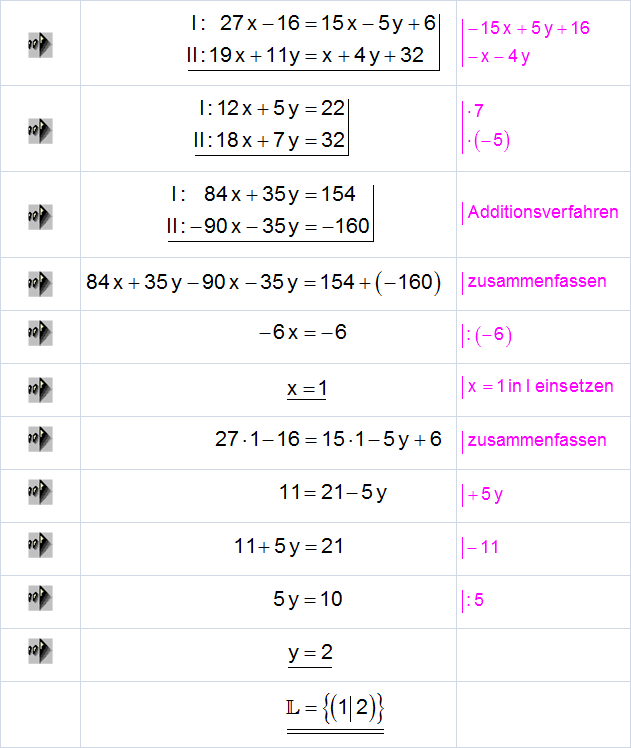 I: 27x−16=15x−5y+6 |−15x+5y+16
II:19x+11y=x+4y+32 |−x−4y
I:12x+5y=22 |·7
II:18x+7y=32 |·(−5)
I: 84x+35y=154
II:−90x−35y=−160 |Additionsverfahren
84x+35y−90x−35y=154+(−160) |zusammenfassen
−6x=−6 |:(−6)
x=1 |x=1 in I einsetzen
27·1−16=15·1−5y+6 |zusammenfassen
11=21−5y |+5y
11+5y=21 |−11
5y=10 |:5
y=2
𝕃={(1|2)}